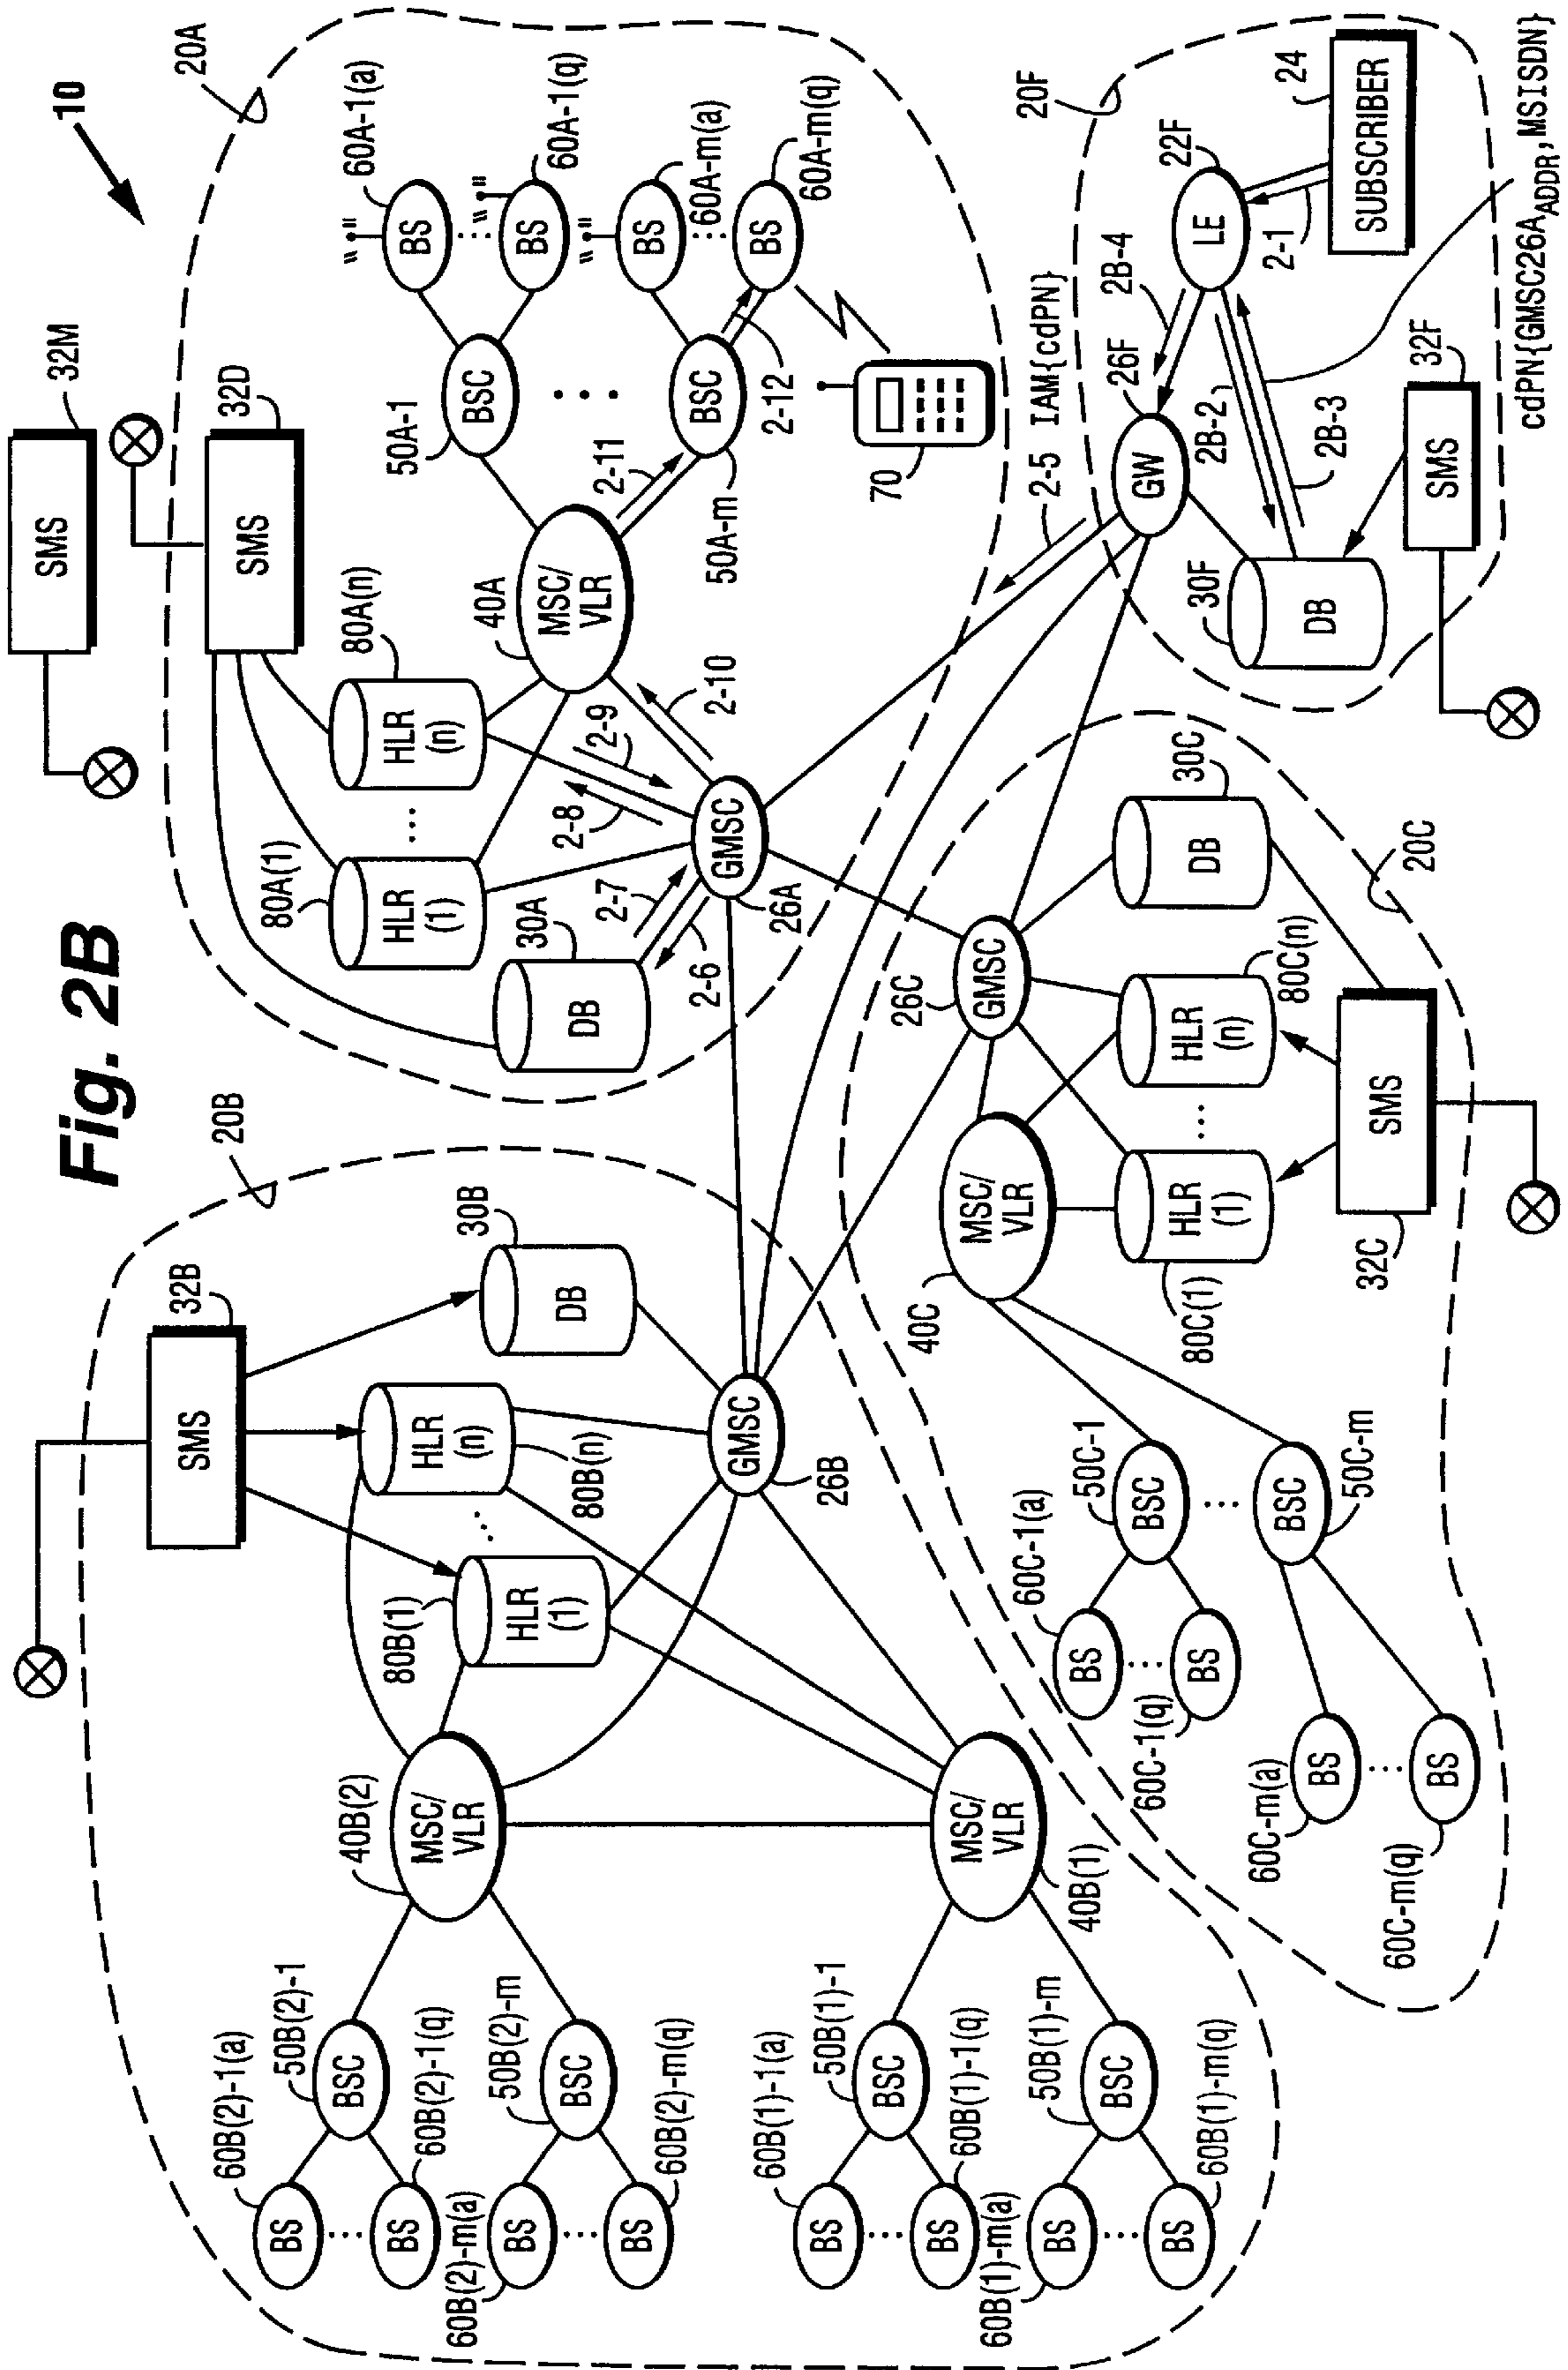 Fig. 2B
10
20B
SMS
32B
HLR
(n)
80B(n)
...
HLR
(1)
80B(1)
DB
30B
GMSC
26B
MSC/
VLR
40B(2)
MSC/
VLR
40B(1)
BSC
50B(2)-1
BSC
50B(2)-m
BS
60B(2)-1(a)
...
BS
60B(2)-1(q)
BS
60B(2)-m(a)
...
BS
60B(2)-m(q)
BSC
50B(1)-1
BSC
50B(1)-m
BS
60B(1)-1(a)
...
BS
60B(1)-1(q)
BS
60B(1)-m(a)
...
BS
60B(1)-m(q)
SMS
32M
20A
SMS
32D
HLR
(1)
80A(1)
...
HLR
(n)
80A(n)
DB
30A
GMSC
26A
2-6
2-7
2-8
2-9
2-10
MSC/
VLR
40A
2-11
BSC
50A-1
...
BSC
50A-m
2-12
BS
60A-1(a)
...
BS
60A-1(q)
BS
60A-m(a)
...
BS
60A-m(q)
70
20C
GMSC
26C
DB
30C
MSC/
VLR
40C
HLR
(1)
80C(1)
...
HLR
(n)
80C(n)
SMS
32C
BSC
50C-1
...
BSC
50C-m
BS
60C-1(a)
...
BS
60C-1(q)
BS
60C-m(a)
...
BS
60C-m(q)
20F
2-5 IAM{cdPN}
GW
26F
2B-4
LE
22F
2B-2
2B-3
2-1
SUBSCRIBER
24
DB
30F
SMS
32F
cdPN{GMSC26A ADDR, MSISDN}